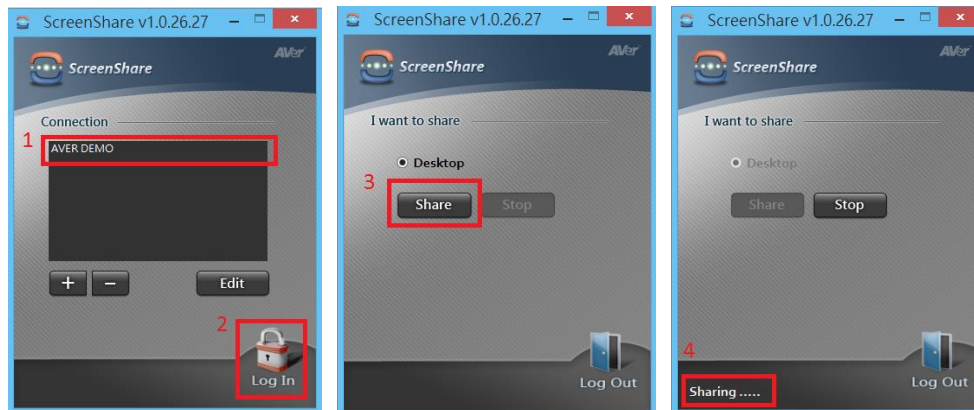 ScreenShare v1.0.26.27
AVer
ScreenShare
Connection
1
AVER DEMO
+
-
Edit
2
Log In
ScreenShare v1.0.26.27
AVer
ScreenShare
I want to share
Desktop
3
Share Stop
Log Out
ScreenShare v1.0.26.27
AVer
ScreenShare
I want to share
Desktop
Share Stop
4
Sharing .....
Log Out